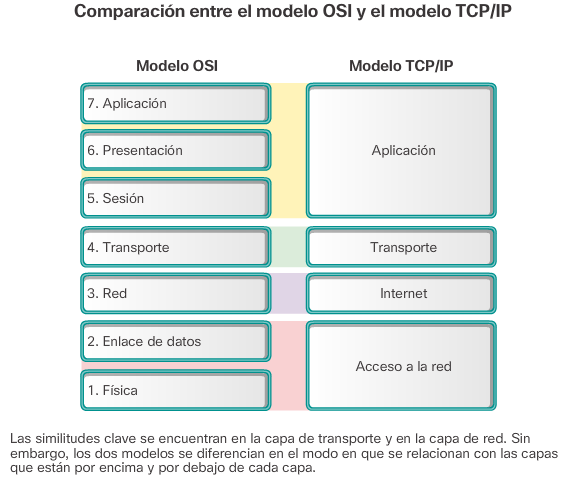 Comparación entre el modelo OSI y el modelo TCP/IP
Modelo OSI
Modelo TCP/IP
7. Aplicación
6. Presentación
5. Sesión
4. Transporte
3. Red
2. Enlace de datos
1. Física
Aplicación
Transporte
Internet
Acceso a la red
Las similitudes clave se encuentran en la capa de transporte y en la capa de red. Sin
embargo, los dos modelos se diferencian en el modo en que se relacionan con las capas
que están por encima y por debajo de cada capa.